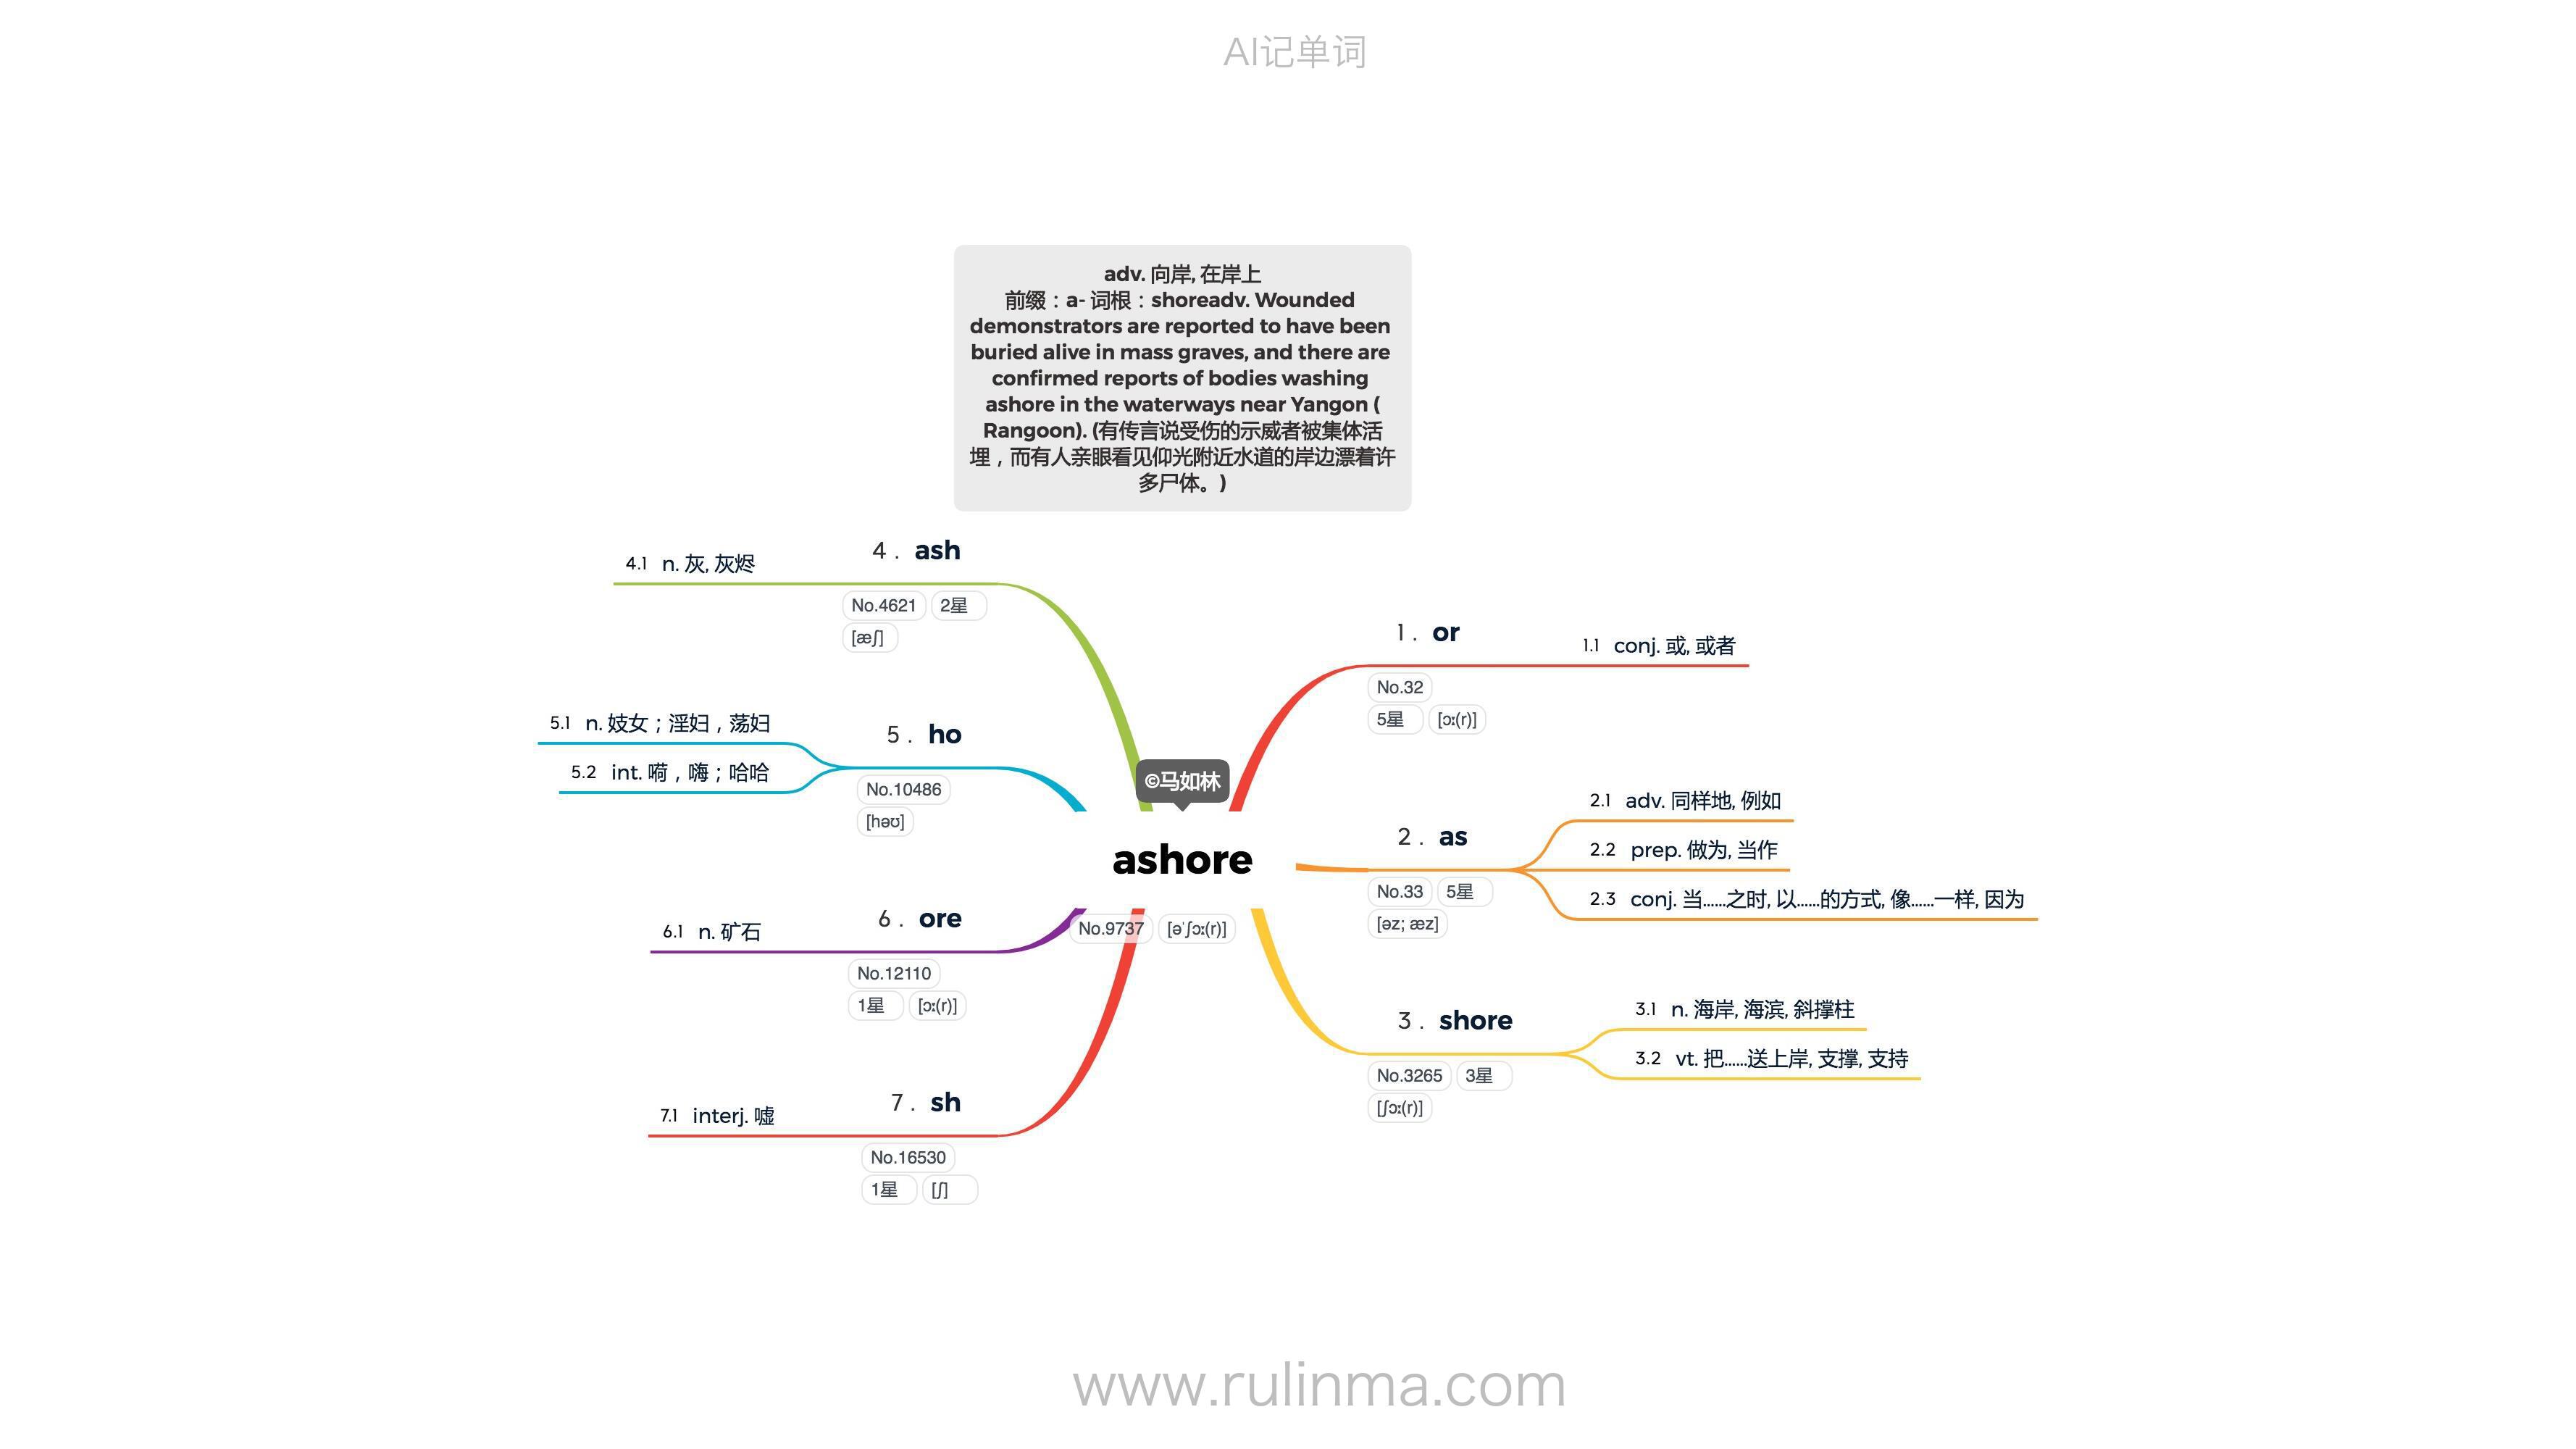 AI记单词
adv. 向岸, 在岸上
前缀：a- 词根：shoreadv. Wounded
demonstrators are reported to have been
buried alive in mass graves, and there are
confirmed reports of bodies washing
ashore in the waterways near Yangon (
Rangoon). (有传言说受伤的示威者被集体活
埋，而有人亲眼看见仰光附近水道的岸边漂着许
多尸体。)
©马如林
ashore
No.9737 [əˈʃɔː(r)]
1. or
No.32
5星 [ɔː(r)]
1.1 conj. 或, 或者
2. as
No.33 5星
[əz; æz]
2.1 adv. 同样地, 例如
2.2 prep. 做为, 当作
2.3 conj. 当......之时, 以......的方式, 像......一样, 因为
3. shore
No.3265 3星
[ʃɔː(r)]
3.1 n. 海岸, 海滨, 斜撑柱
3.2 vt. 把......送上岸, 支撑, 支持
4. ash
No.4621 2星
[æʃ]
4.1 n. 灰, 灰烬
5. ho
No.10486
[həʊ]
5.1 n. 妓女；淫妇，荡妇
5.2 int. 嗬，嗨；哈哈
6. ore
No.12110
1星 [ɔː(r)]
6.1 n. 矿石
7. sh
No.16530
1星 [ʃ]
7.1 interj. 嘘
www.rulinma.com